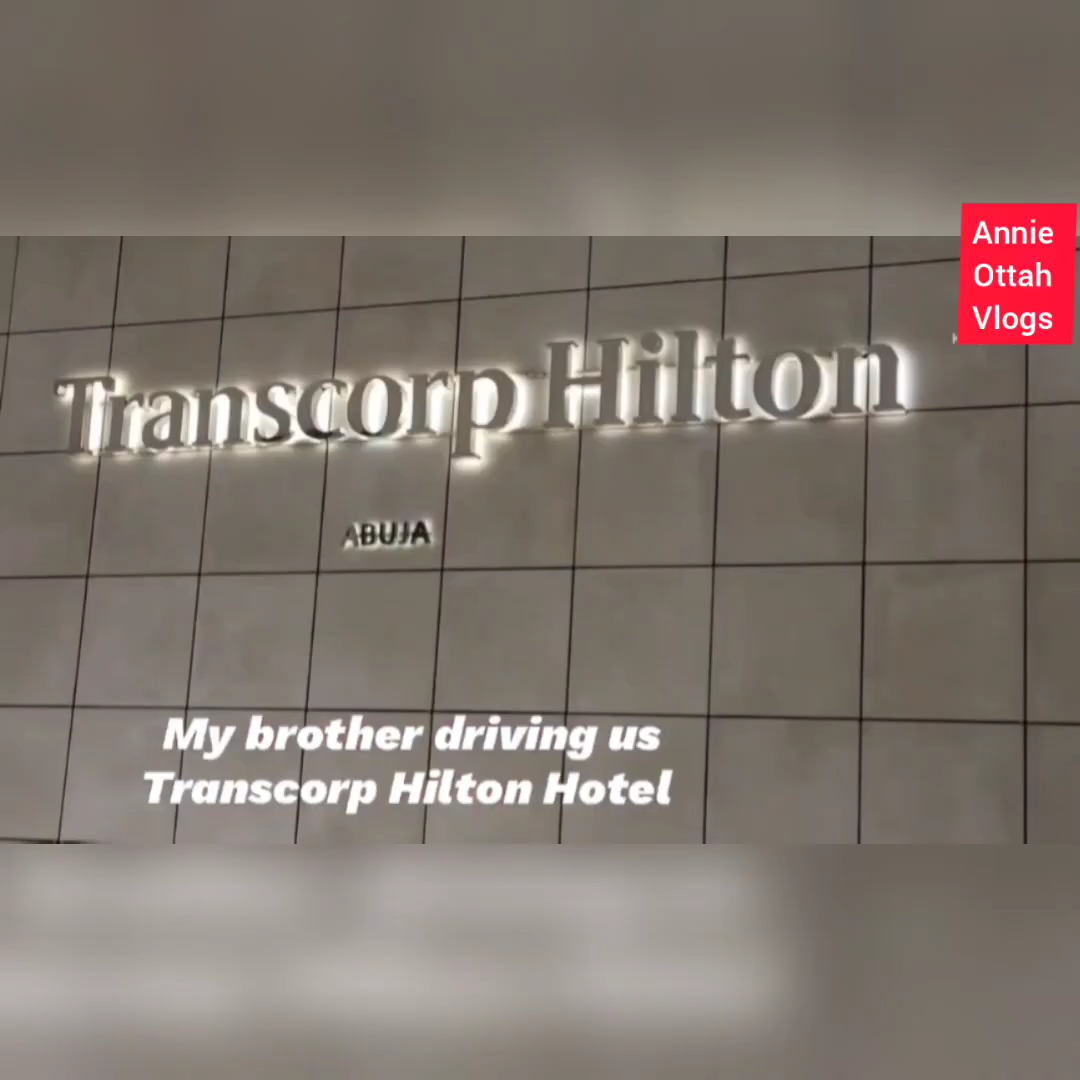 Annie
Ottah
Vlogs
Transcorp Hilton
ABUJA
My brother driving us
Transcorp Hilton Hotel